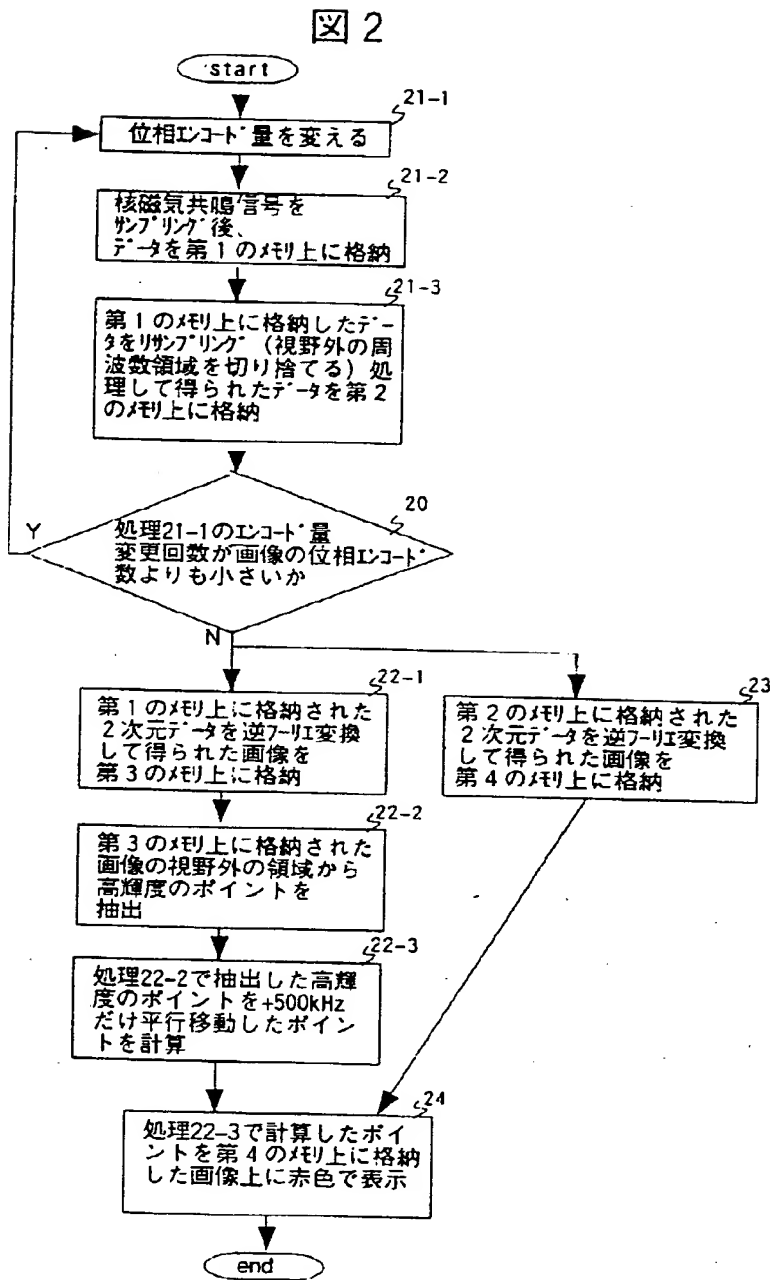 図2
start
21-1
位相エンコード量を変える
21-2
核磁気共鳴信号を
サンプリング後、
データを第1のメモリ上に格納
21-3
第1のメモリ上に格納したデー
タをリサンプリング(視野外の周
波数領域を切り捨てる)処
理して得られたデータを第2
のメモリ上に格納
20
Y
処理21-1のエンコード量
変更回数が画像の位相エンコード
数よりも小さいか
N
22-1
第1のメモリ上に格納された
2次元データを逆フーリエ変換
して得られた画像を
第3のメモリ上に格納
23
第2のメモリ上に格納された
2次元データを逆フーリエ変換
して得られた画像を
第4のメモリ上に格納
22-2
第3のメモリ上に格納された
画像の視野外の領域から
高輝度のポイントを
抽出
22-3
処理22-2で抽出した高輝
度のポイントを+500kHz
だけ平行移動したポイン
トを計算
24
処理22-3で計算したポイ
ントを第4のメモリ上に格納
した画像上に赤色で表示
end